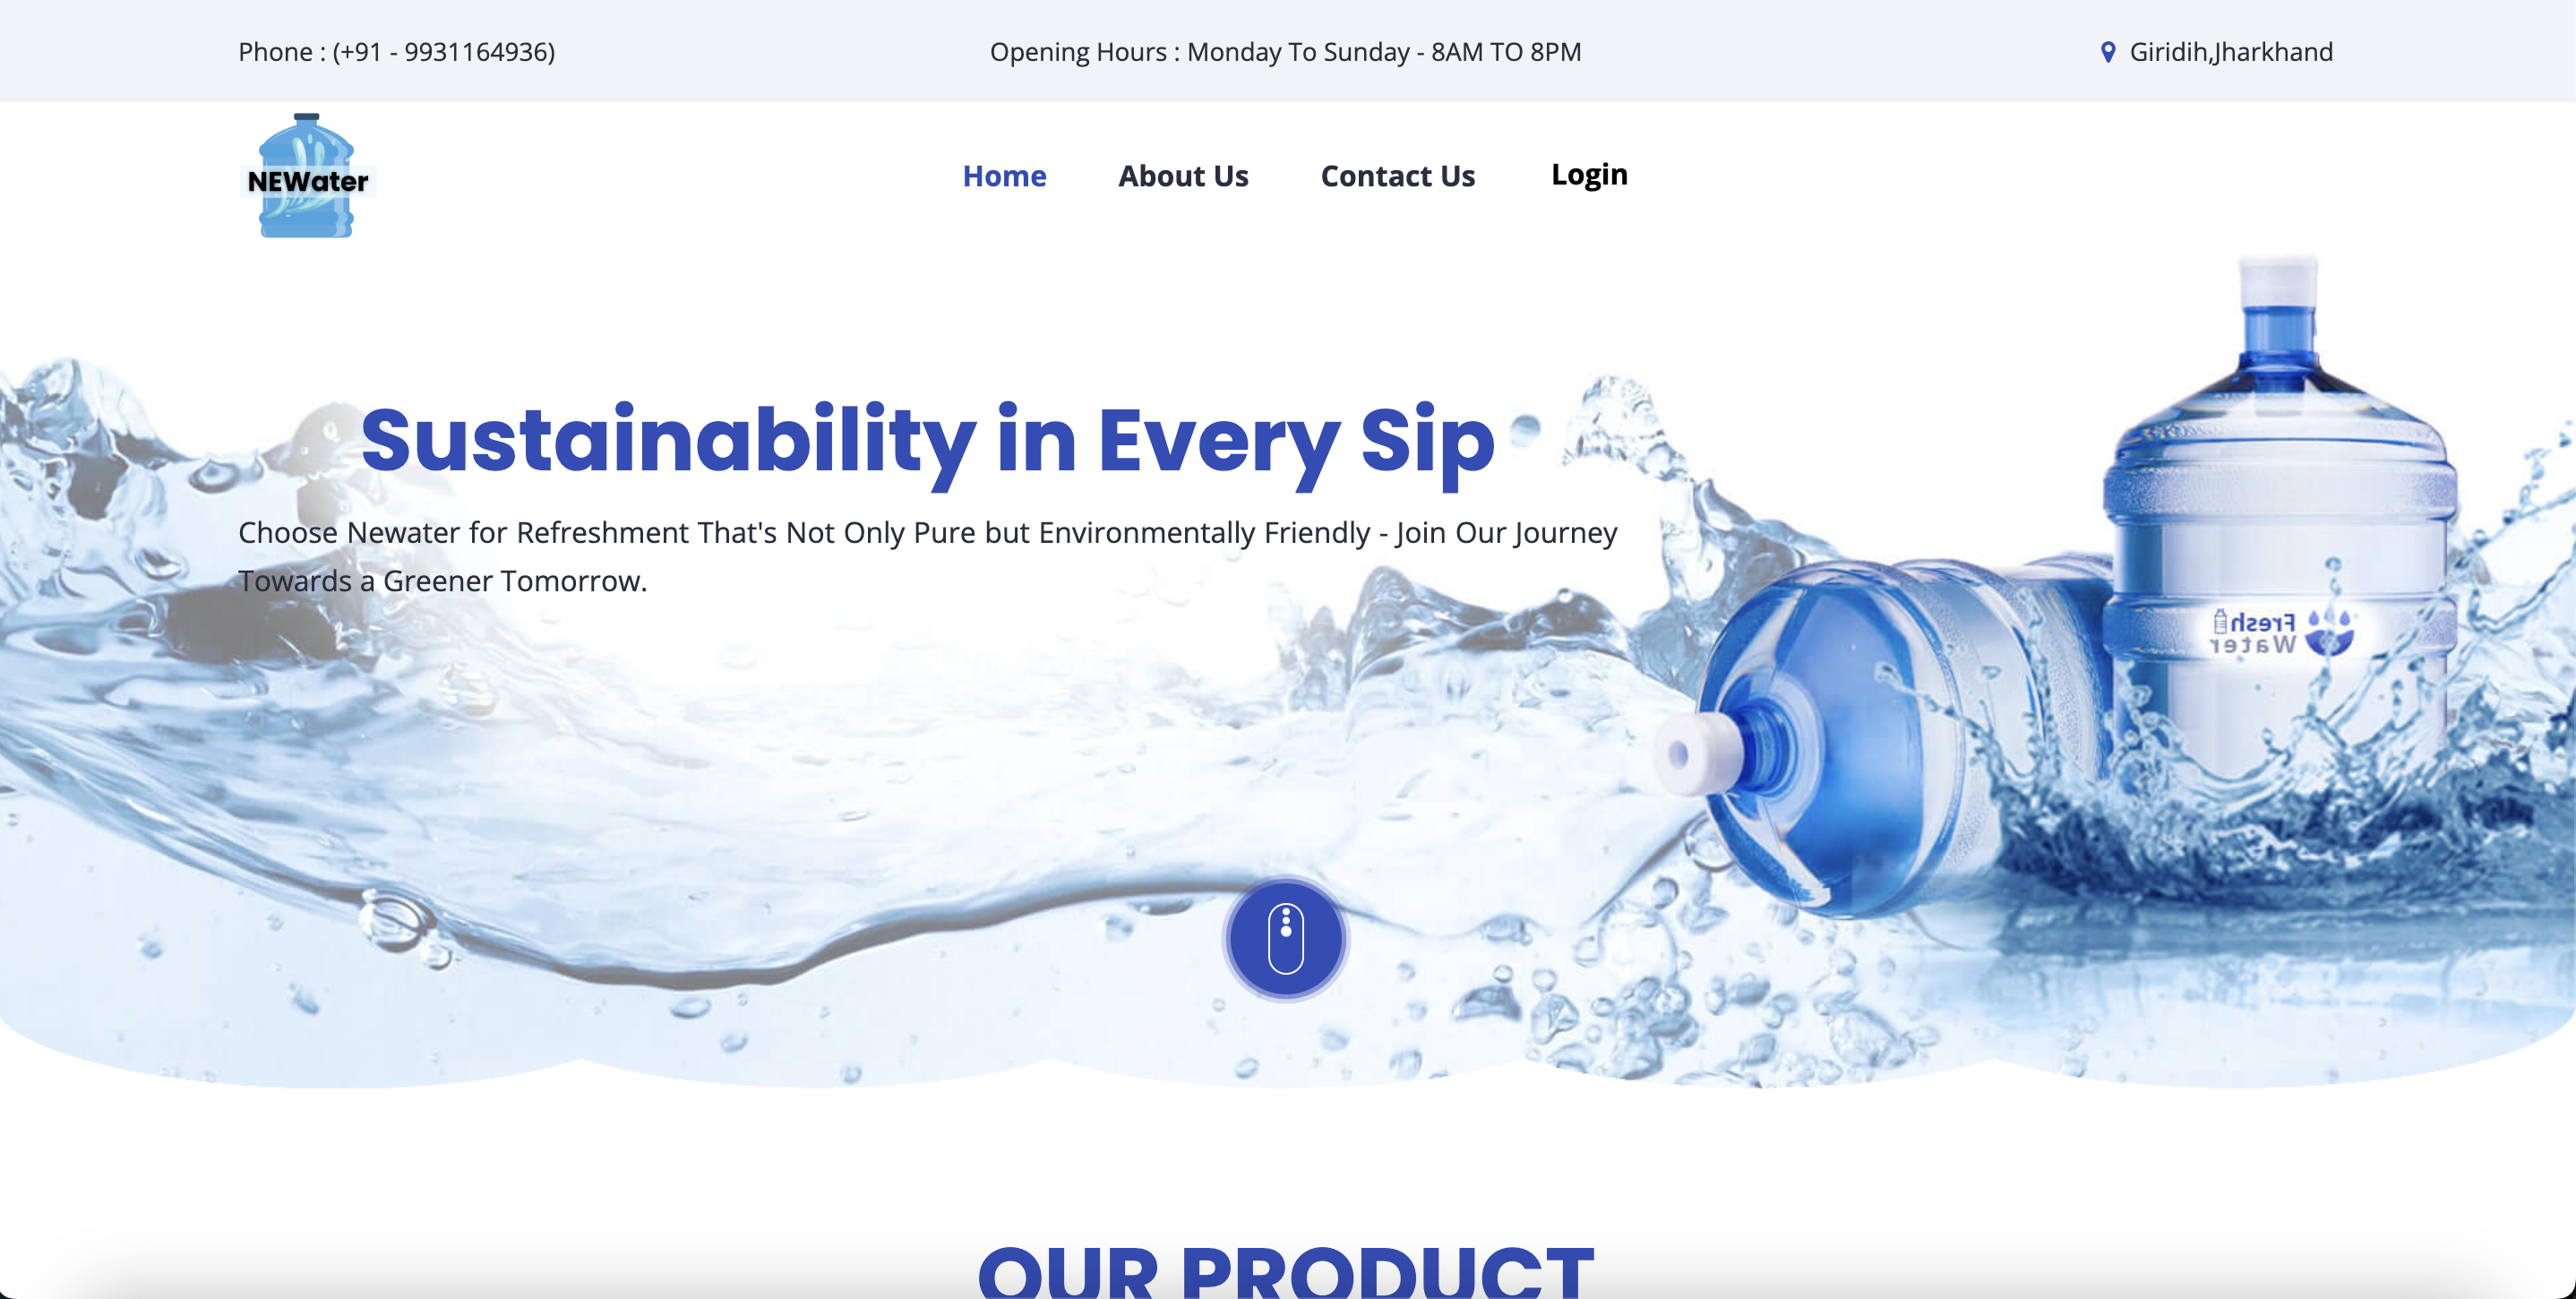 Phone : (+91 - 9931164936)
Opening Hours : Monday To Sunday - 8AM TO 8PM
Giridih,Jharkhand
NEWater
Home
About Us
Contact Us
Login
Sustainability in Every Sip
Choose Newater for Refreshment That's Not Only Pure but Environmentally Friendly - Join Our Journey
Towards a Greener Tomorrow.
Fresh
Water
OUR PRODUCT